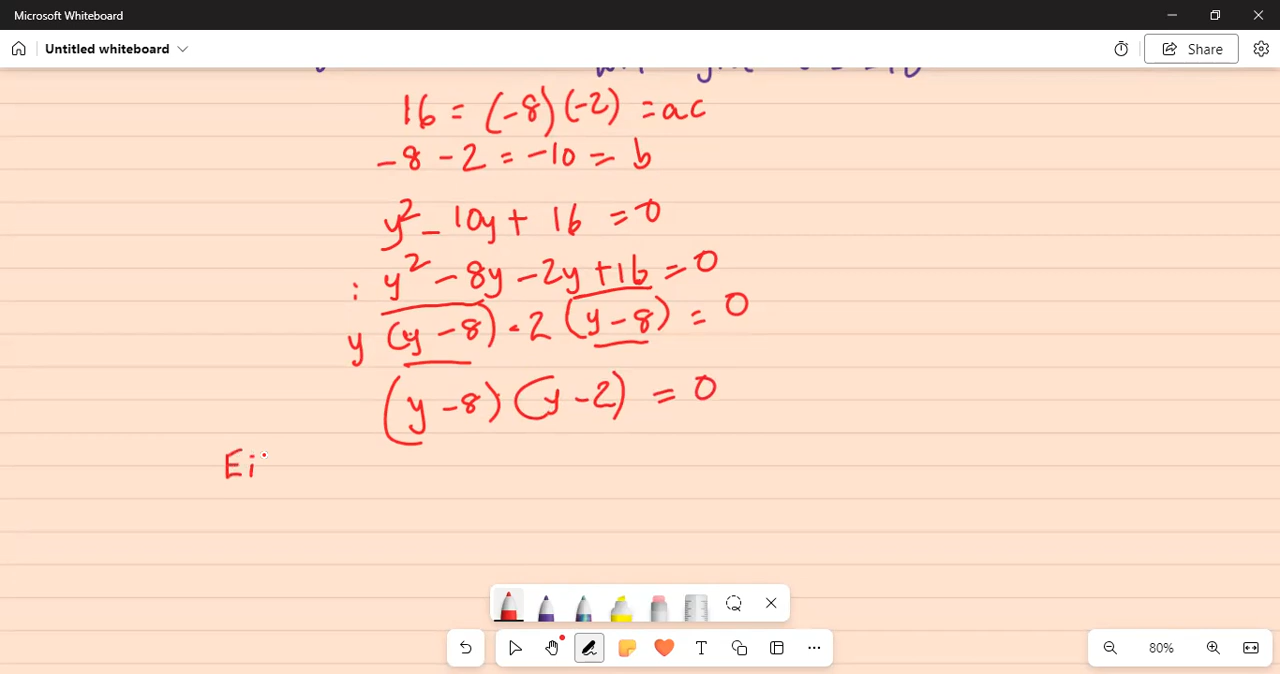 Microsoft Whiteboard
Untitled whiteboard
Share
16 = (-8)(-2) = ac
-8 - 2 = -10 = b
y² - 10y + 16 = 0
: y² - 8y - 2y + 16 = 0
y (y - 8) - 2 (y - 8) = 0
(y - 8) (y - 2) = 0
Ei
80%